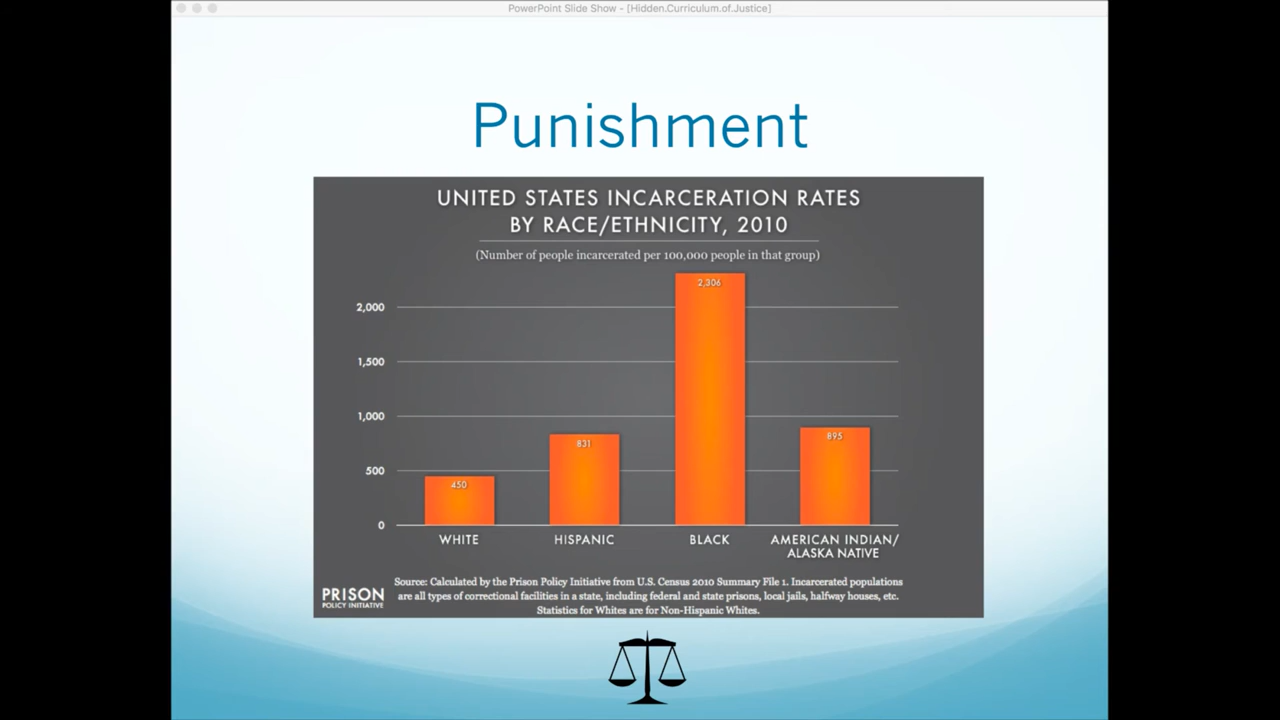 PowerPoint Slide Show - [Hidden.Curriculum.of.Justice]
Punishment
UNITED STATES INCARCERATION RATES
BY RACE/ETHNICITY, 2010
(Number of people incarcerated per 100,000 people in that group)
2,306
2,000
1,500
1,000
895
831
500
450
0
WHITE
HISPANIC
BLACK
AMERICAN INDIAN/
ALASKA NATIVE
Source: Calculated by the Prison Policy Initiative from U.S. Census 2010 Summary File 1. Incarcerated populations
are all types of correctional facilities in a state, including federal and state prisons, local jails, halfway houses, etc.
Statistics for Whites are for Non-Hispanic Whites.
PRISON
POLICY INITIATIVE